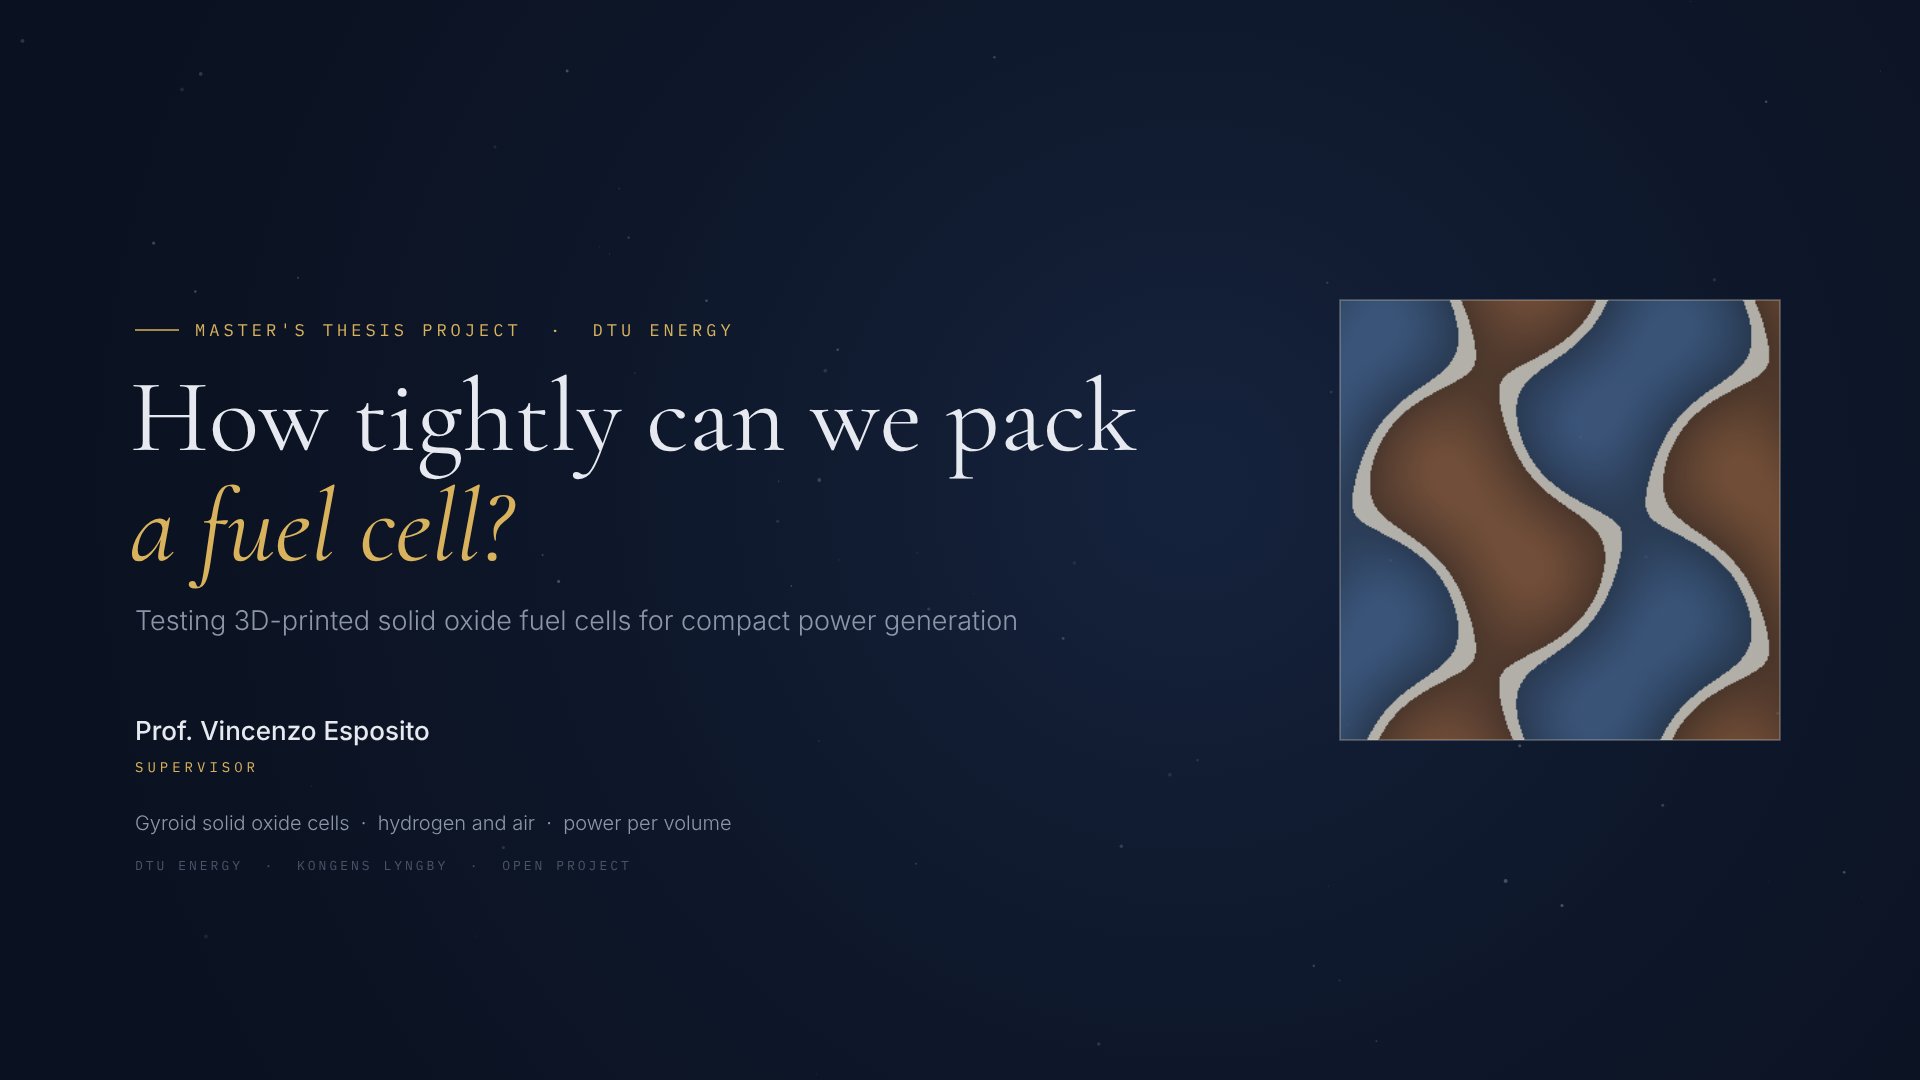 MASTER'S THESIS PROJECT · DTU ENERGY
How tightly can we pack
a fuel cell?
Testing 3D-printed solid oxide fuel cells for compact power generation
Prof. Vincenzo Esposito
SUPERVISOR
Gyroid solid oxide cells · hydrogen and air · power per volume
DTU ENERGY · KONGENS LYNGBY · OPEN PROJECT